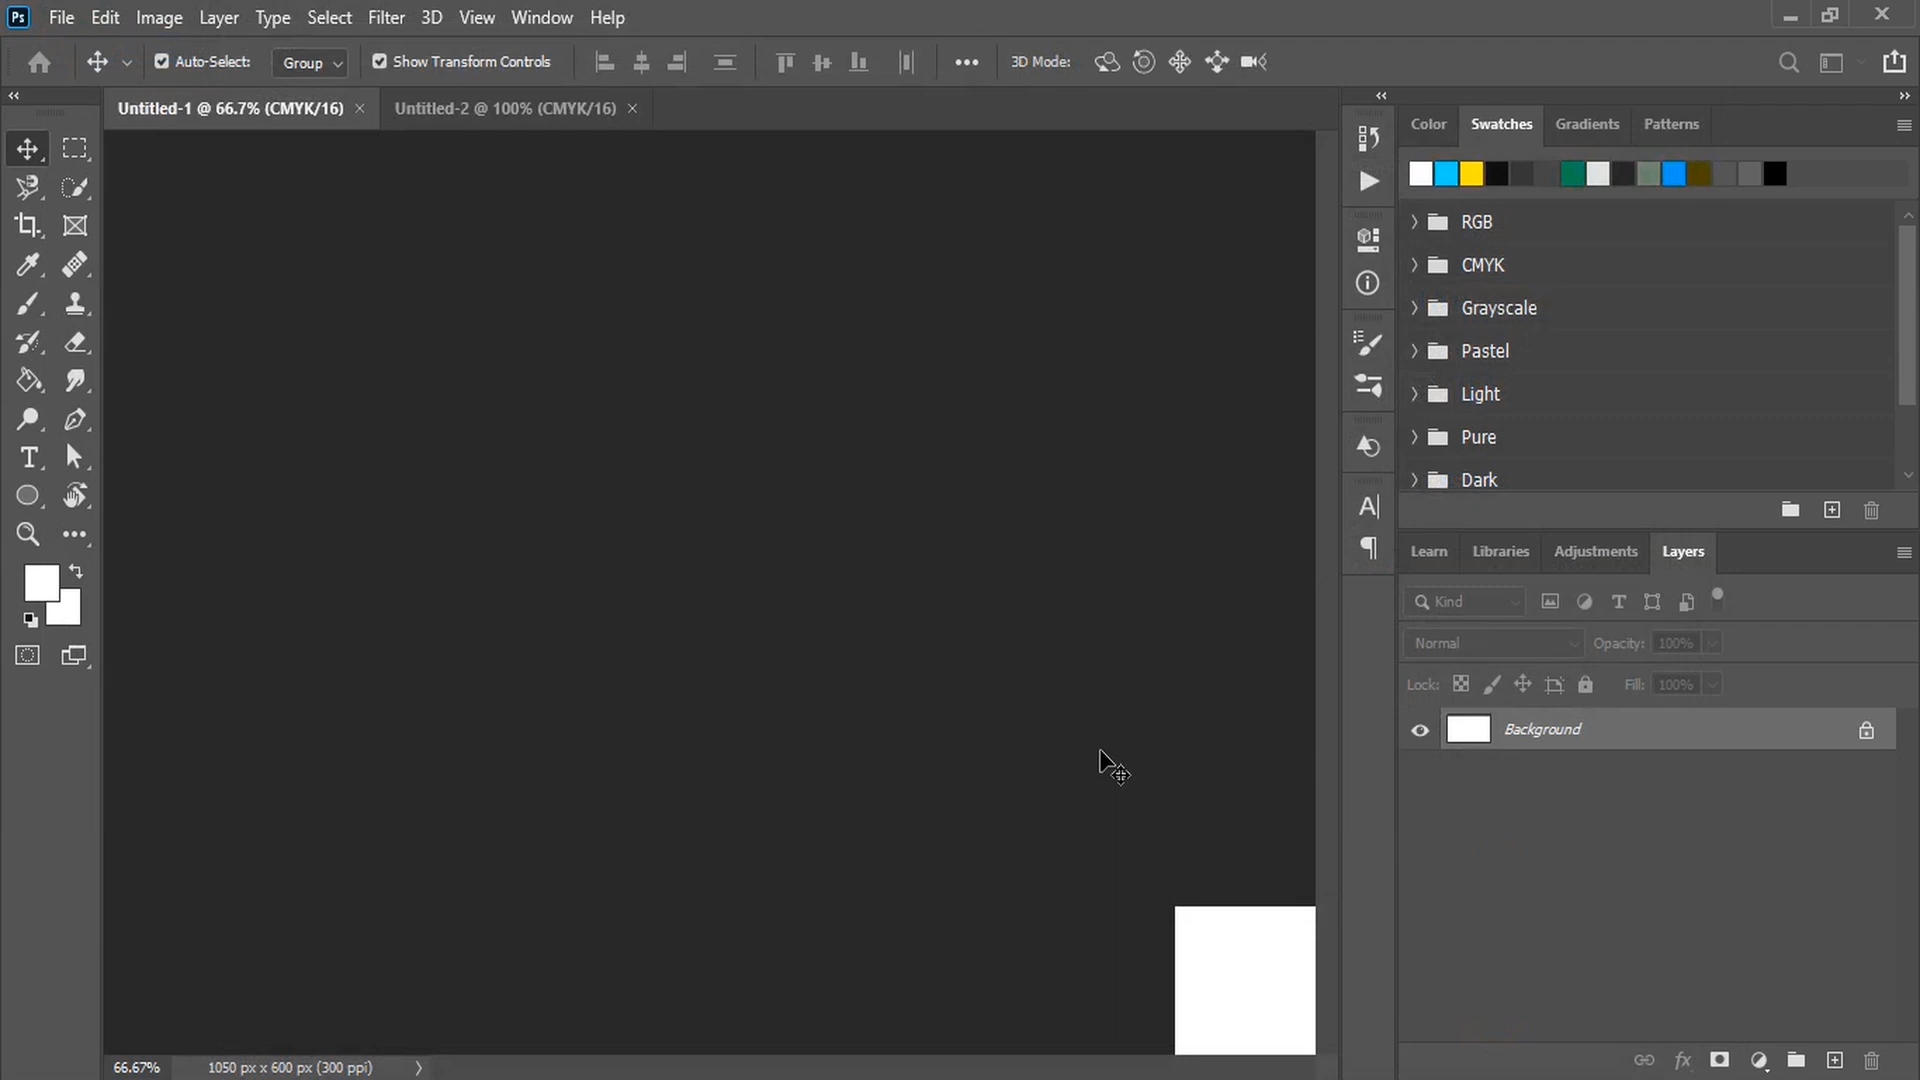 Ps File Edit Image Layer Type Select Filter 3D View Window Help
Auto-Select: Group Show Transform Controls 3D Mode:
Untitled-1 @ 66.7% (CMYK/16) × Untitled-2 @ 100% (CMYK/16) ×
Color Swatches Gradients Patterns
RGB
CMYK
Grayscale
Pastel
Light
Pure
Dark
Learn Libraries Adjustments Layers
Kind
Normal Opacity: 100%
Lock: Fill: 100%
Background
fx
66.67% 1050 px x 600 px (300 ppi)